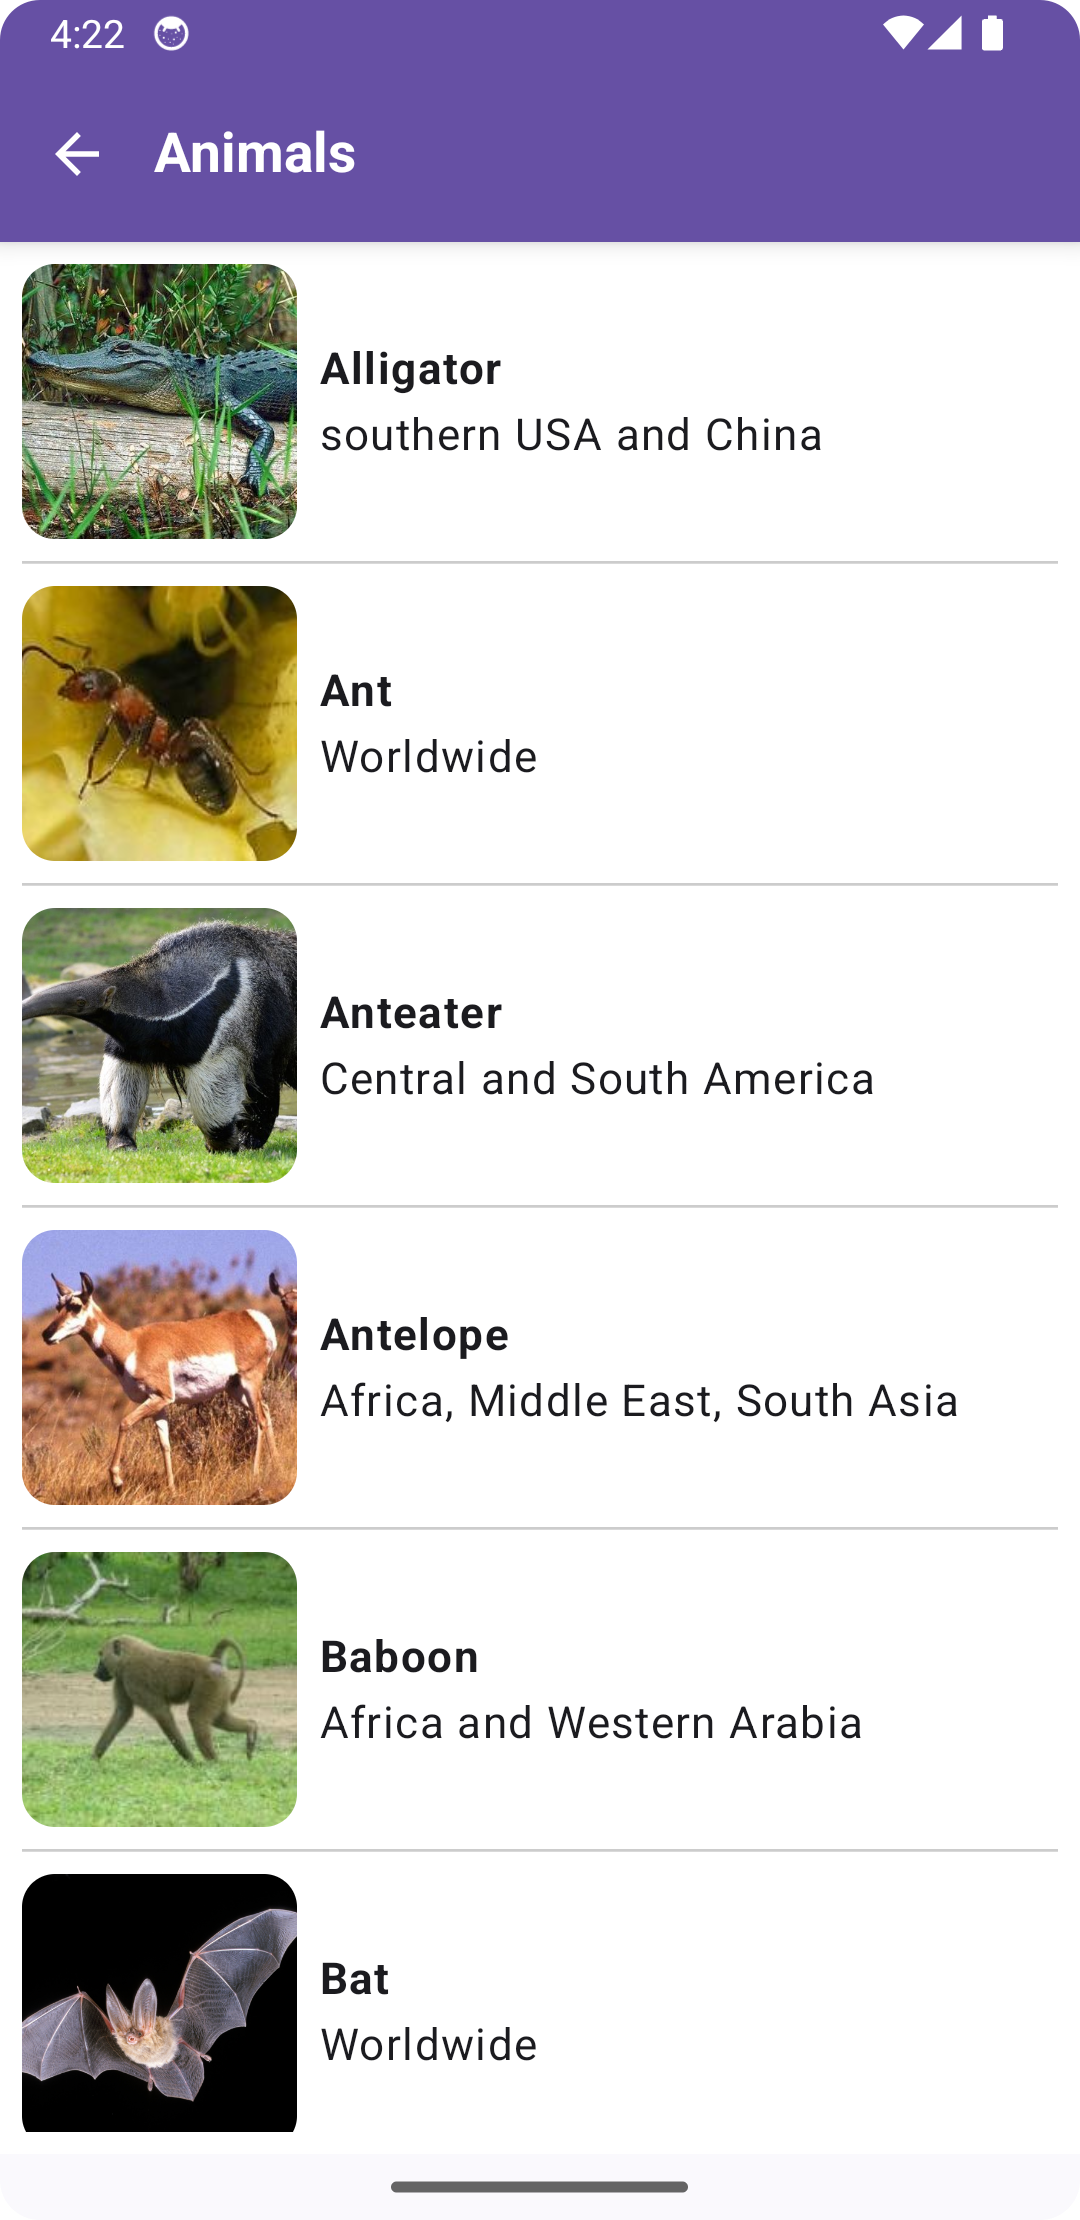 4:22
Animals
Alligator
southern USA and China
Ant
Worldwide
Anteater
Central and South America
Antelope
Africa, Middle East, South Asia
Baboon
Africa and Western Arabia
Bat
Worldwide